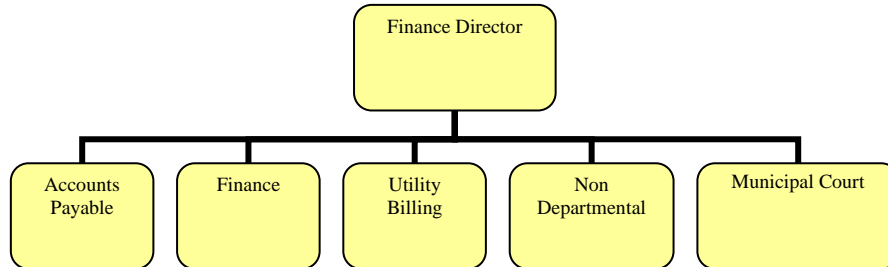 Finance Director
Accounts
Payable
Finance
Utility
Billing
Non
Departmental
Municipal Court